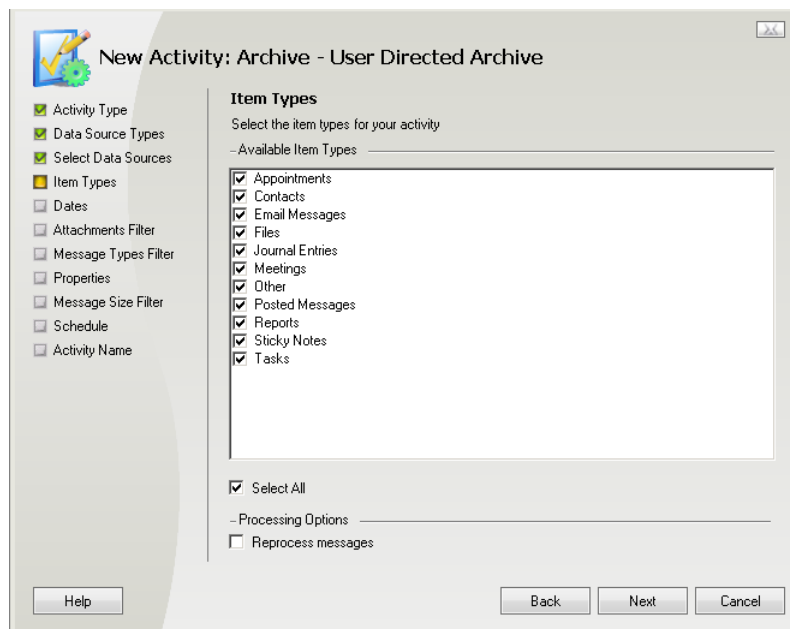 New Activity: Archive - User Directed Archive
Activity Type
Data Source Types
Select Data Sources
Item Types
Dates
Attachments Filter
Message Types Filter
Properties
Message Size Filter
Schedule
Activity Name
Item Types
Select the item types for your activity
Available Item Types
Appointments
Contacts
Email Messages
Files
Journal Entries
Meetings
Other
Posted Messages
Reports
Sticky Notes
Tasks
Select All
Processing Options
Reprocess messages
Help
Back
Next
Cancel